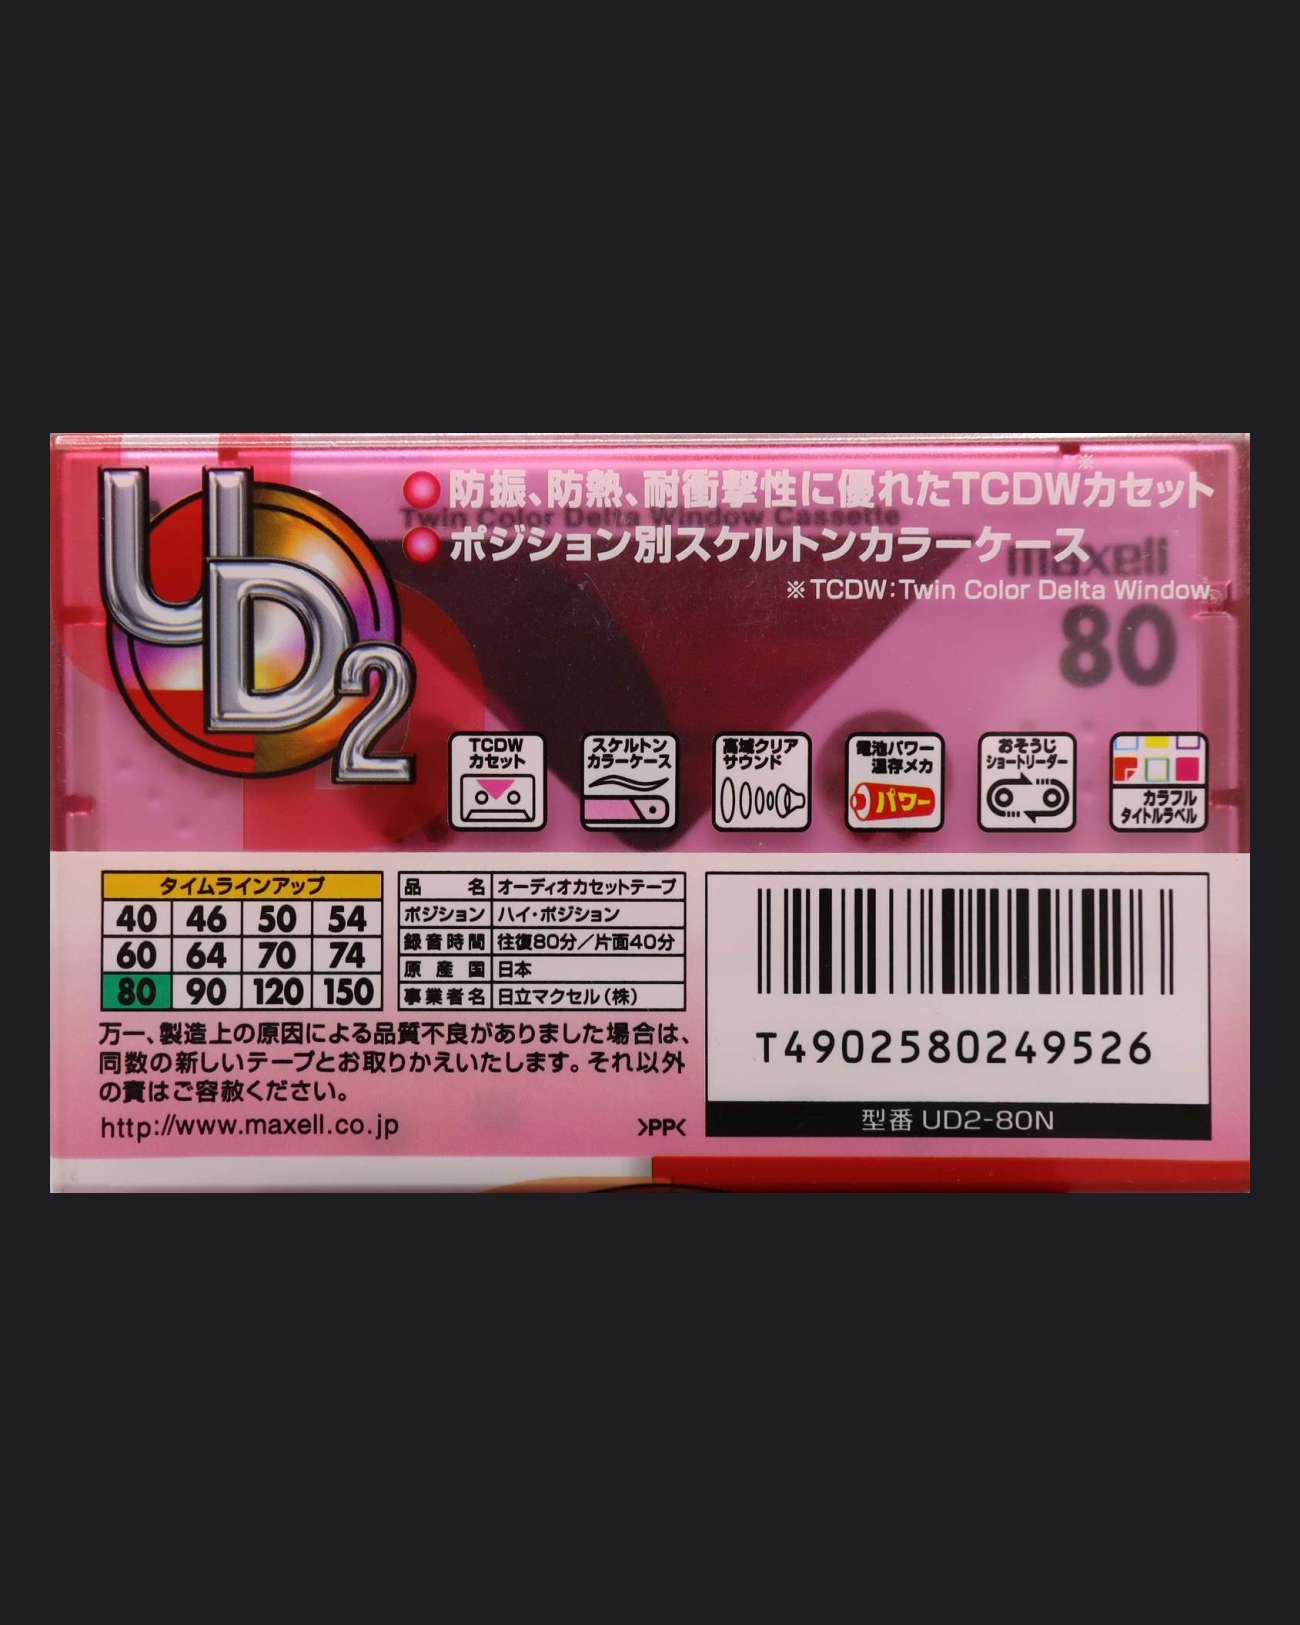 UD2
●防振、防熱、耐衝撃性に優れたTCDW※カセット
Twin Color Delta Window Cassette
●ポジション別スケルトンカラーケース
maxell
※TCDW:Twin Color Delta Window
80
TCDW
カセット
スケルトン
カラーケース
高域クリア
サウンド
電池パワー
温存メカ
パワー
おそうじ
ショートリーダー
カラフル
タイトルラベル
タイムラインアップ
40 46 50 54
60 64 70 74
80 90 120 150
品名 オーディオカセットテープ
ポジション ハイ・ポジション
録音時間 往復80分/片面40分
原産国 日本
事業者名 日立マクセル(株)
万一、製造上の原因による品質不良がありました場合は、
同数の新しいテープとお取りかえいたします。それ以外
の責はご容赦ください。
http://www.maxell.co.jp
>PP<
T4902580249526
型番 UD2-80N